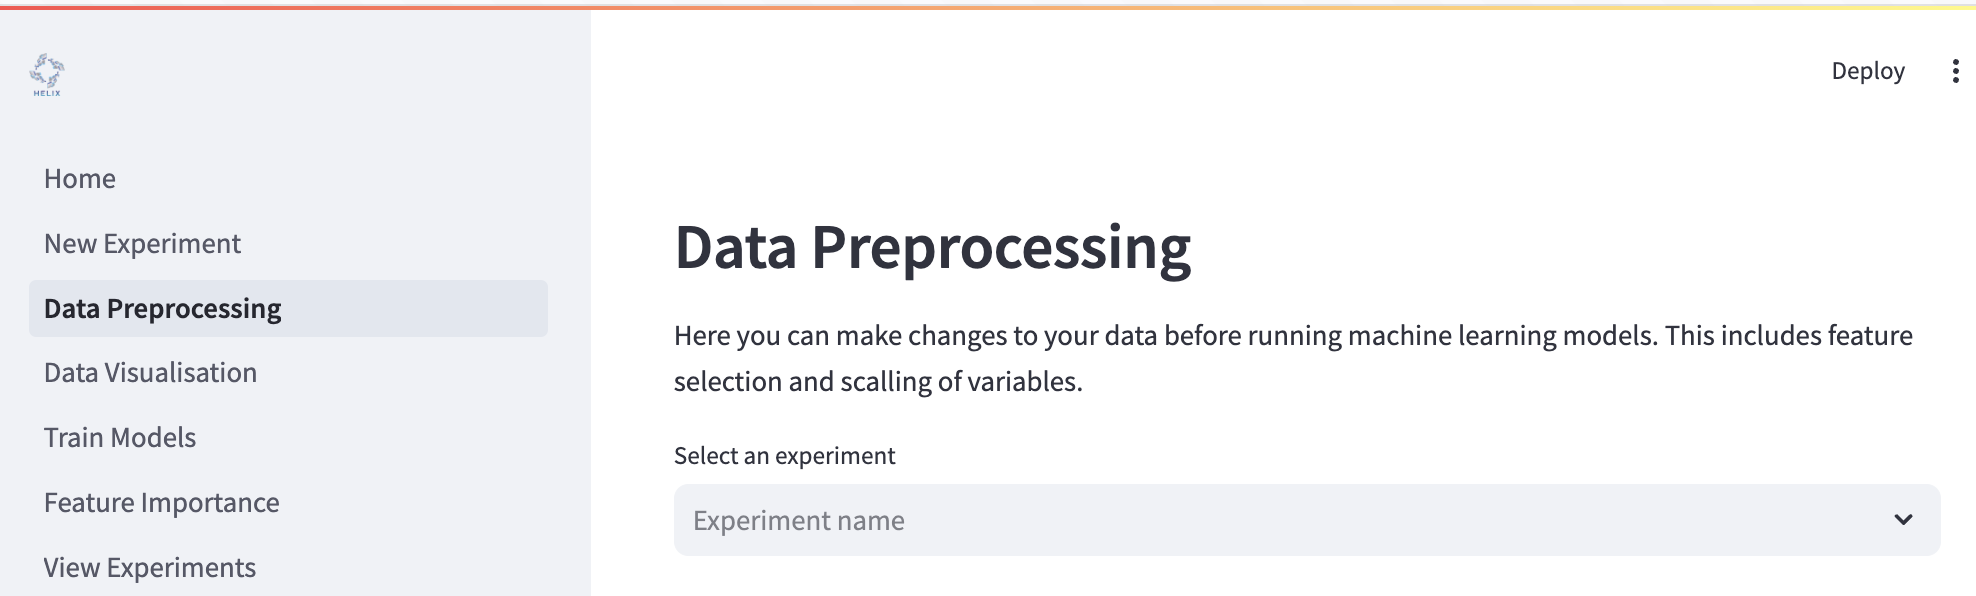 HELIX
Home
New Experiment
Data Preprocessing
Data Visualisation
Train Models
Feature Importance
View Experiments
Deploy
Data Preprocessing
Here you can make changes to your data before running machine learning models. This includes feature
selection and scalling of variables.
Select an experiment
Experiment name